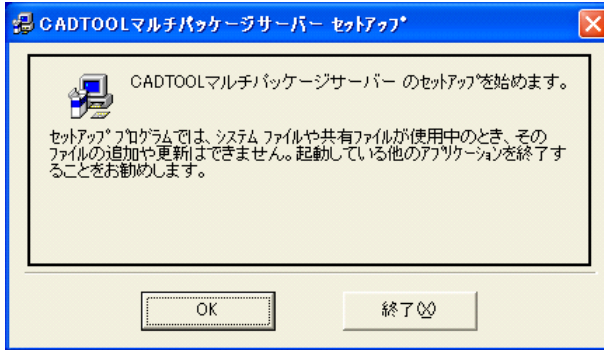 CADTOOLマルチパッケージサーバー セットアップ
CADTOOLマルチパッケージサーバー のセットアップを始めます。
セットアップ プログラムでは、システム ファイルや共有ファイルが使用中のとき、その
ファイルの追加や更新はできません。起動している他のアプリケーションを終了す
ることをお勧めします。
OK
終了(X)